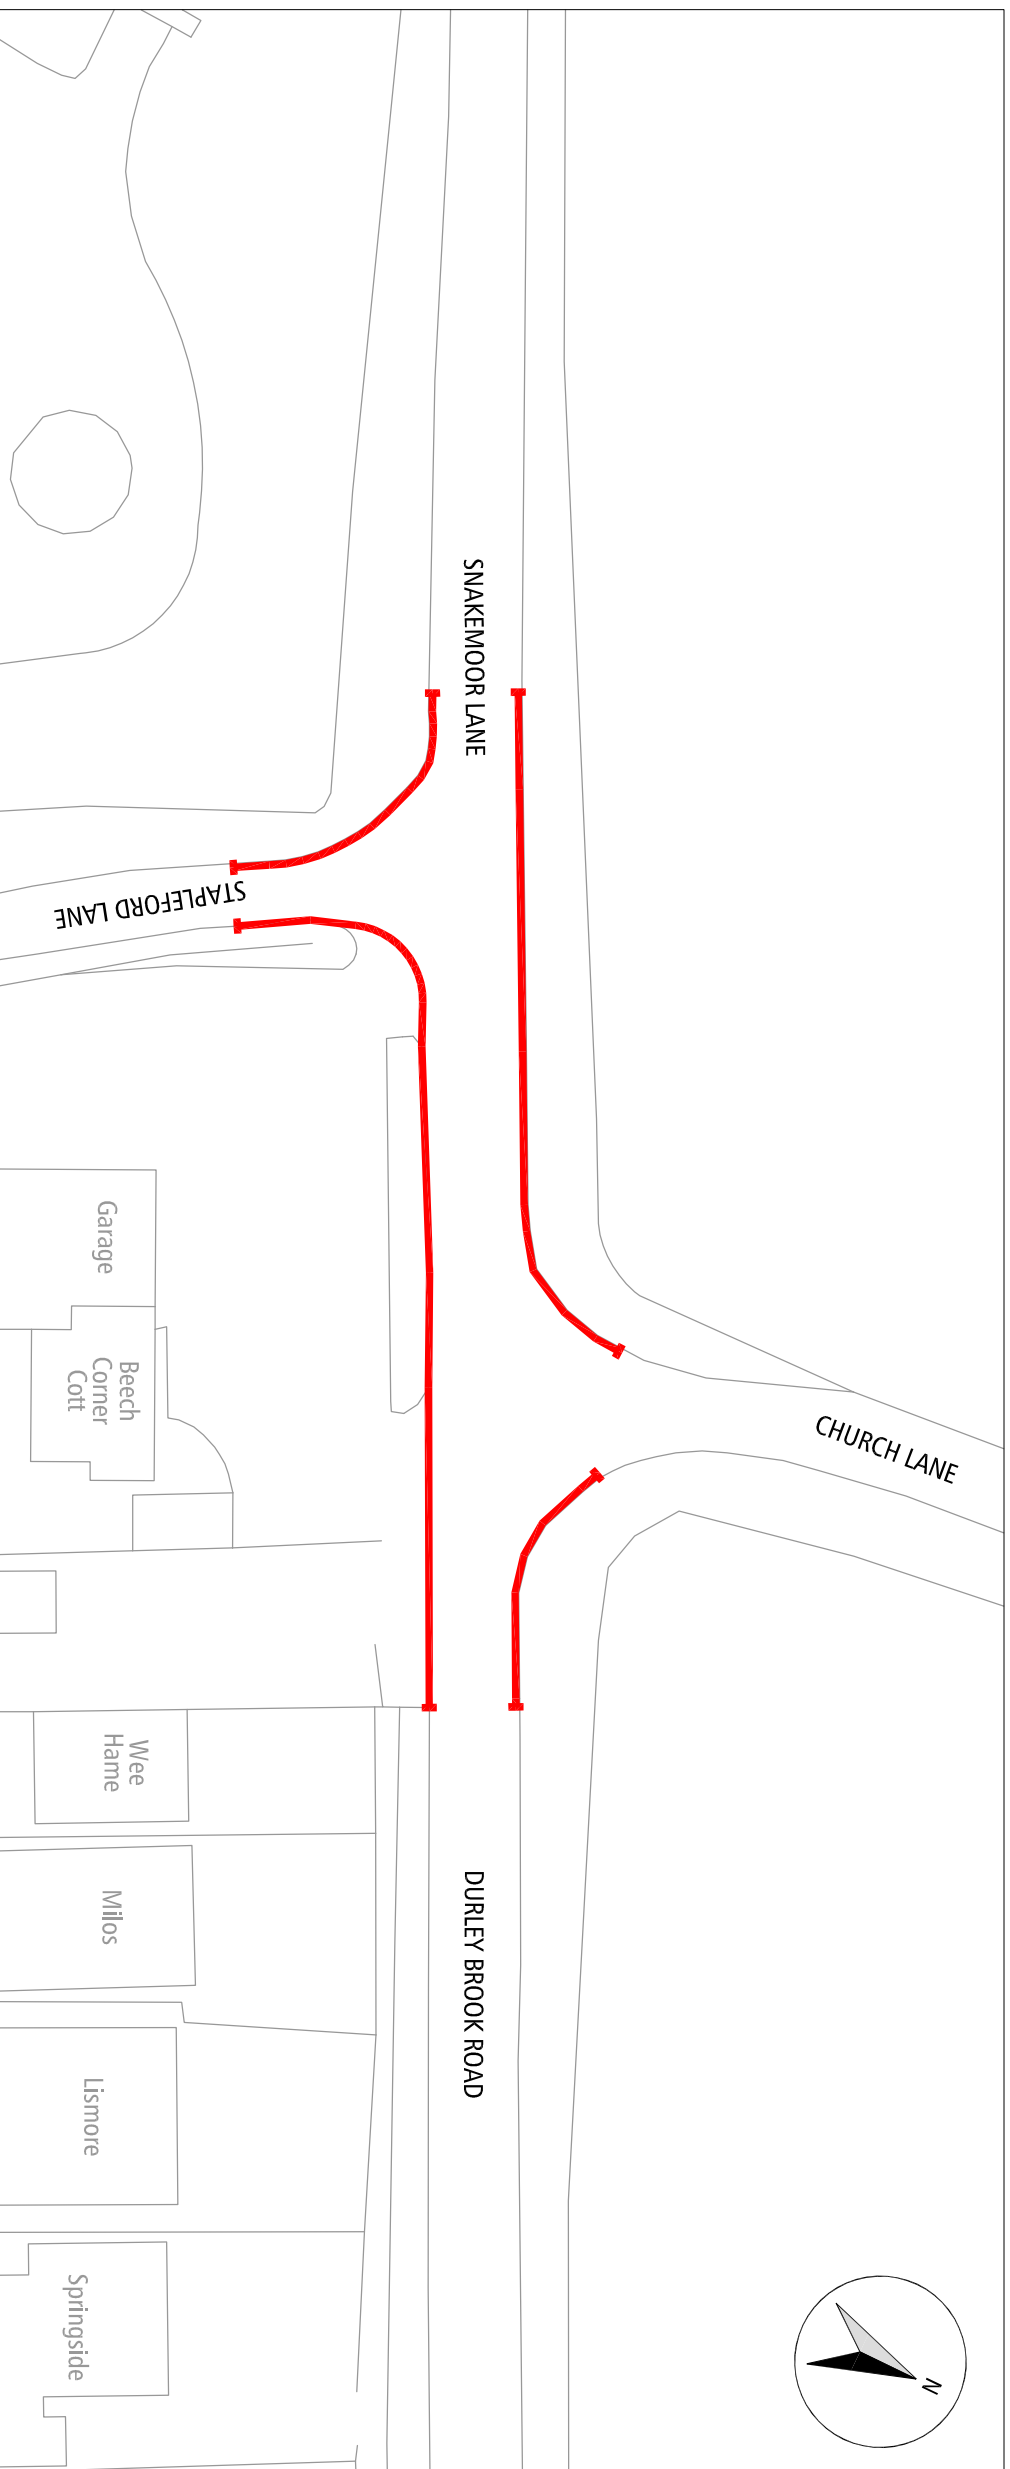 SNAKEMOOR LANE
STAPLEFORD LANE
Garage
Beech
Corner
Cott
CHURCH LANE
Wee
Hame
Milos
DURLEY BROOK ROAD
Lismore
Springside
N